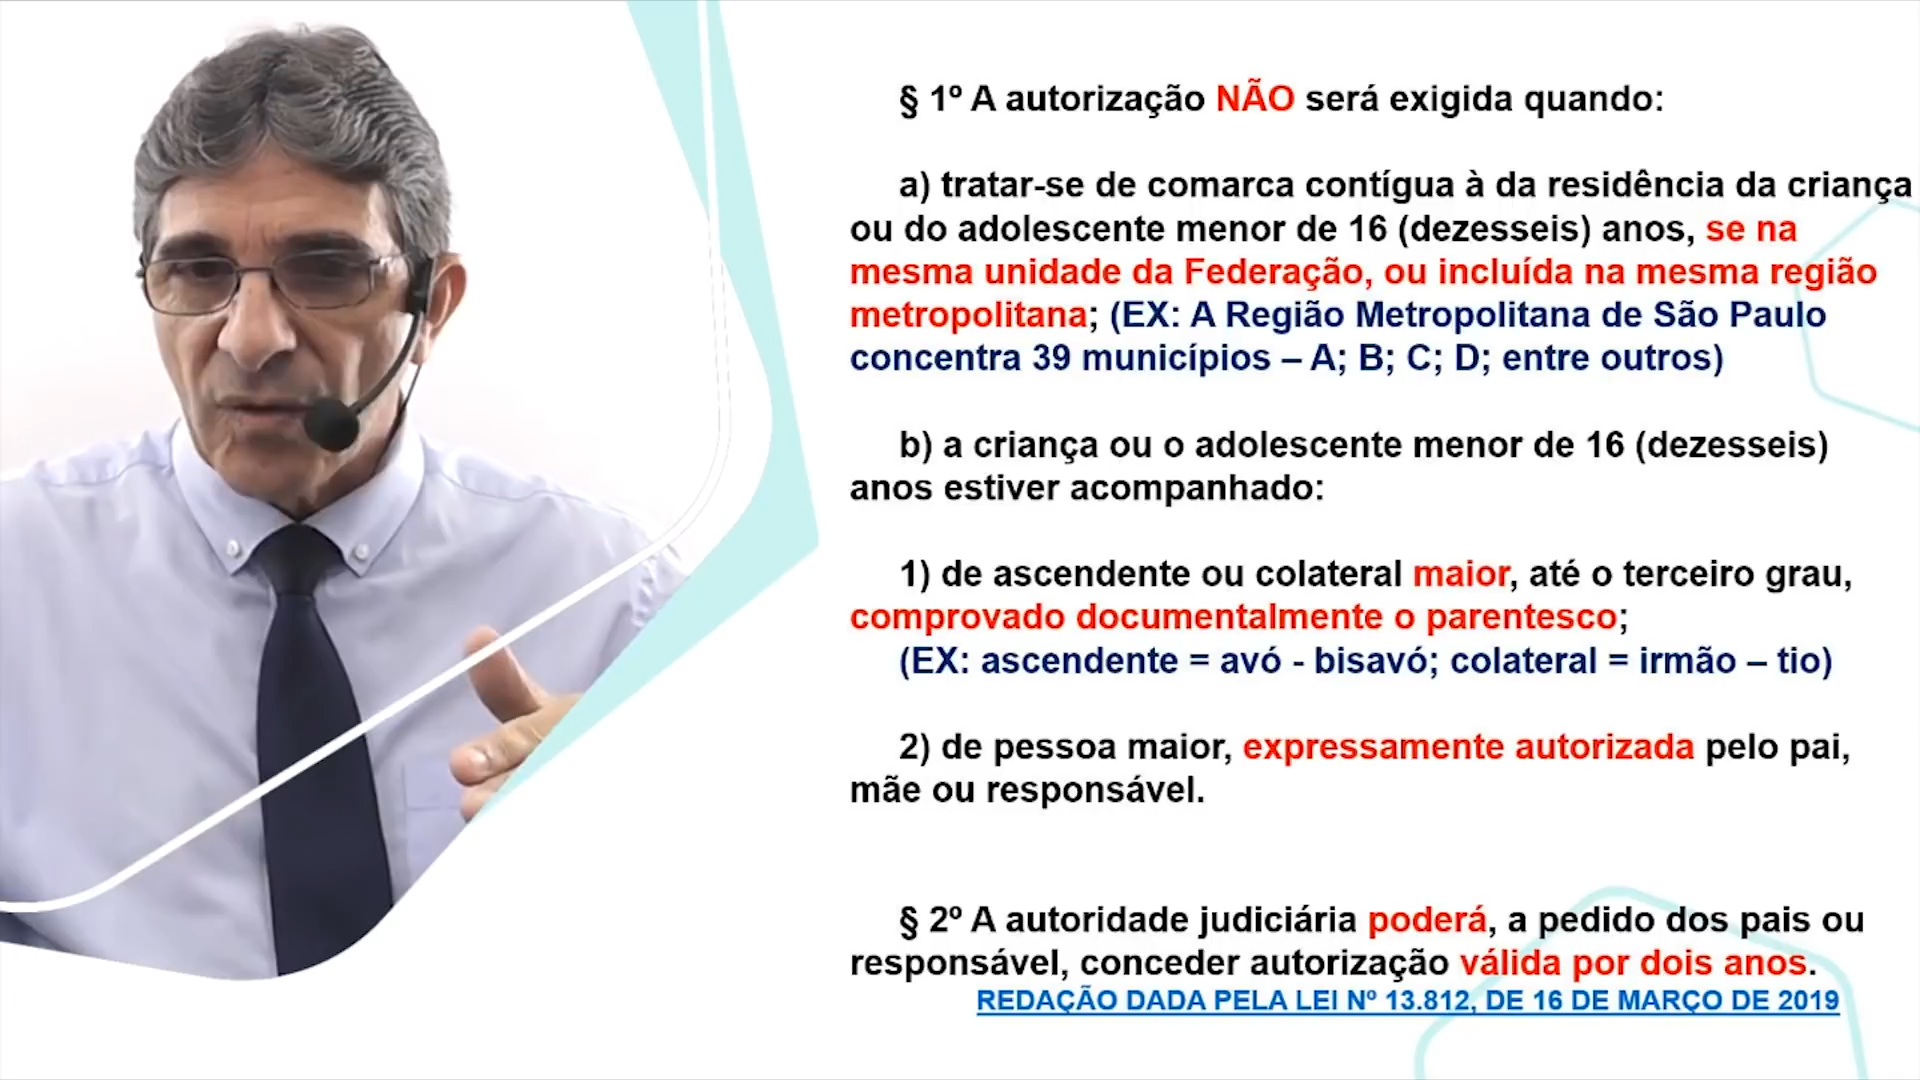 § 1º A autorização NÃO será exigida quando:
a) tratar-se de comarca contígua à da residência da criança
ou do adolescente menor de 16 (dezesseis) anos, se na
mesma unidade da Federação, ou incluída na mesma região
metropolitana; (EX: A Região Metropolitana de São Paulo
concentra 39 municípios – A; B; C; D; entre outros)
b) a criança ou o adolescente menor de 16 (dezesseis)
anos estiver acompanhado:
1) de ascendente ou colateral maior, até o terceiro grau,
comprovado documentalmente o parentesco;
(EX: ascendente = avó - bisavó; colateral = irmão – tio)
2) de pessoa maior, expressamente autorizada pelo pai,
mãe ou responsável.
§ 2º A autoridade judiciária poderá, a pedido dos pais ou
responsável, conceder autorização válida por dois anos.
REDAÇÃO DADA PELA LEI Nº 13.812, DE 16 DE MARÇO DE 2019